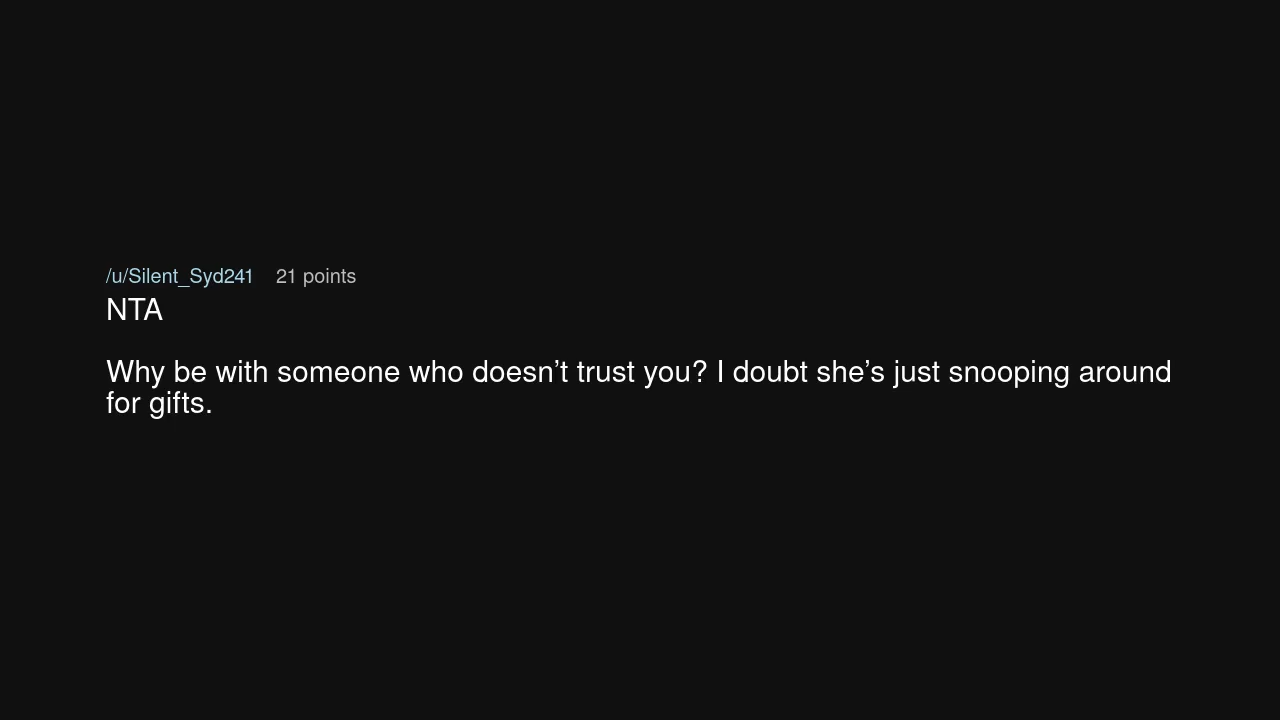 /u/Silent_Syd241 21 points
NTA
Why be with someone who doesn’t trust you? I doubt she’s just snooping around
for gifts.